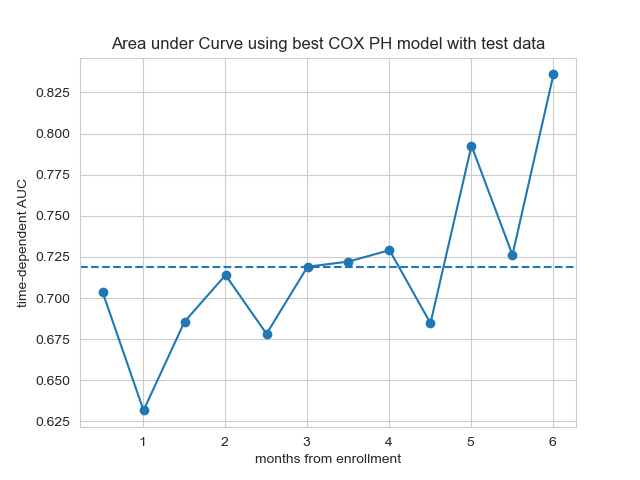 Area under Curve using best COX PH model with test data
time-dependent AUC
0.825
0.800
0.775
0.750
0.725
0.700
0.675
0.650
0.625
1 2 3 4 5 6
months from enrollment